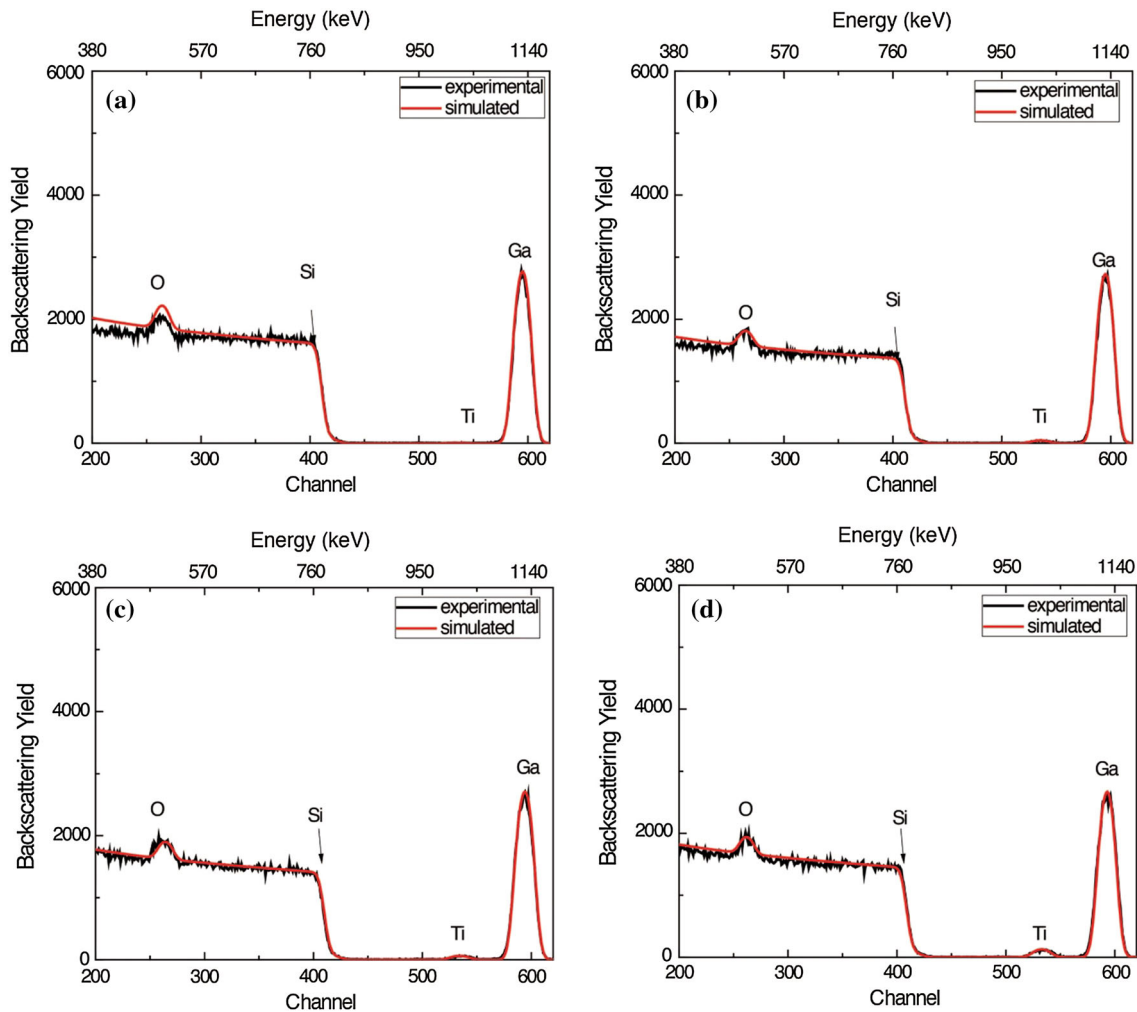 Energy (keV)
380 570 760 950 1140
6000
(a)
experimental
simulated
Backscattering Yield
4000
Ga
Si
O
2000
Ti
0
200 300 400 500 600
Channel
Energy (keV)
380 570 760 950 1140
6000
(b)
experimental
simulated
Backscattering Yield
4000
Ga
Si
O
2000
Ti
0
200 300 400 500 600
Channel
Energy (keV)
380 570 760 950 1140
6000
(c)
experimental
simulated
Backscattering Yield
4000
Ga
O
Si
2000
Ti
0
200 300 400 500 600
Channel
Energy (keV)
380 570 760 950 1140
6000
(d)
experimental
simulated
Backscattering Yield
4000
Ga
O
Si
2000
Ti
0
200 300 400 500 600
Channel